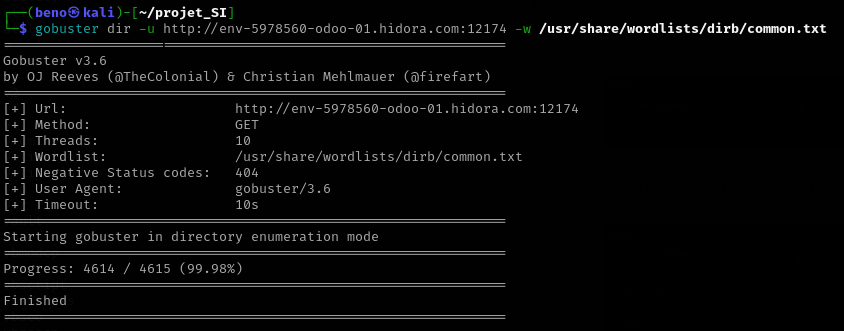 ┌──(beno㉿kali)-[~/projet_SI]
└─$ gobuster dir -u http://env-5978560-odoo-01.hidora.com:12174 -w /usr/share/wordlists/dirb/common.txt
===============================================================
Gobuster v3.6
by OJ Reeves (@TheColonial) & Christian Mehlmauer (@firefart)
===============================================================
[+] Url:                     http://env-5978560-odoo-01.hidora.com:12174
[+] Method:                  GET
[+] Threads:                 10
[+] Wordlist:                /usr/share/wordlists/dirb/common.txt
[+] Negative Status codes:   404
[+] User Agent:              gobuster/3.6
[+] Timeout:                 10s
===============================================================
Starting gobuster in directory enumeration mode
===============================================================
Progress: 4614 / 4615 (99.98%)
===============================================================
Finished
===============================================================